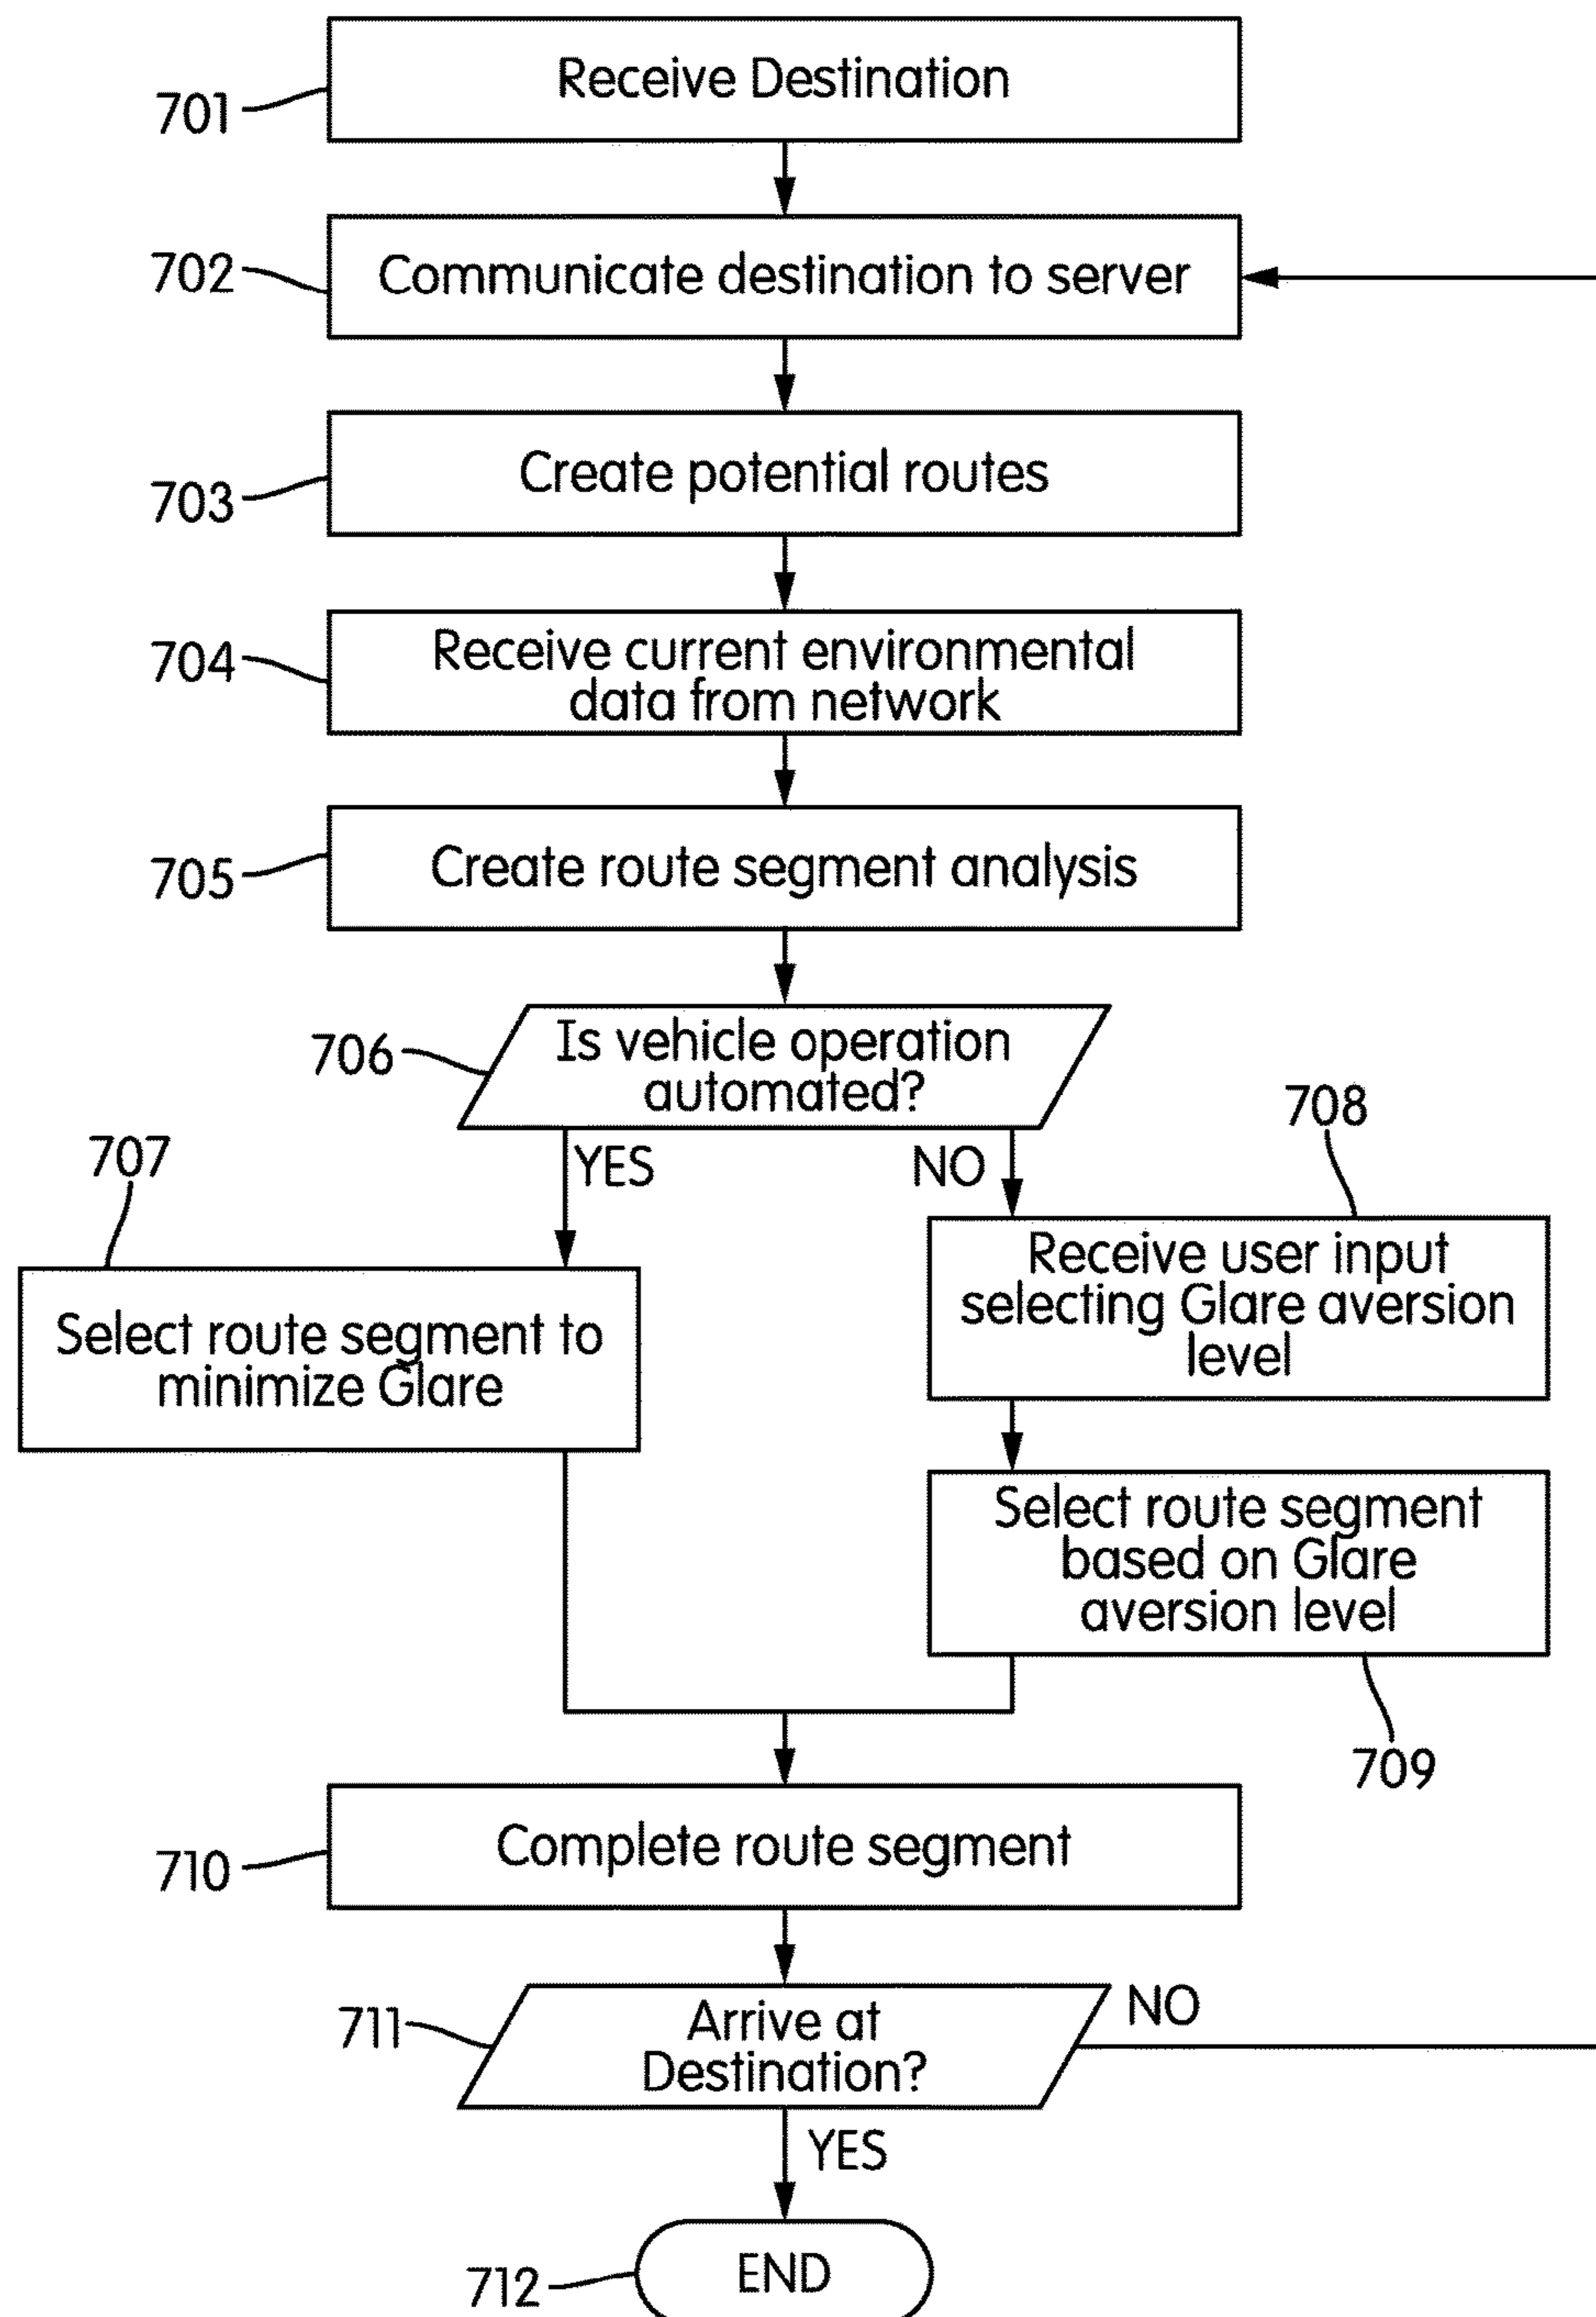 Receive Destination
701
Communicate destination to server
702
Create potential routes
703
Receive current environmental
data from network
704
Create route segment analysis
705
Is vehicle operation
automated?
706
YES
NO
707
708
Select route segment to
minimize Glare
Receive user input
selecting Glare aversion
level
Select route segment
based on Glare
aversion level
709
Complete route segment
710
Arrive at
Destination?
711
NO
YES
END
712